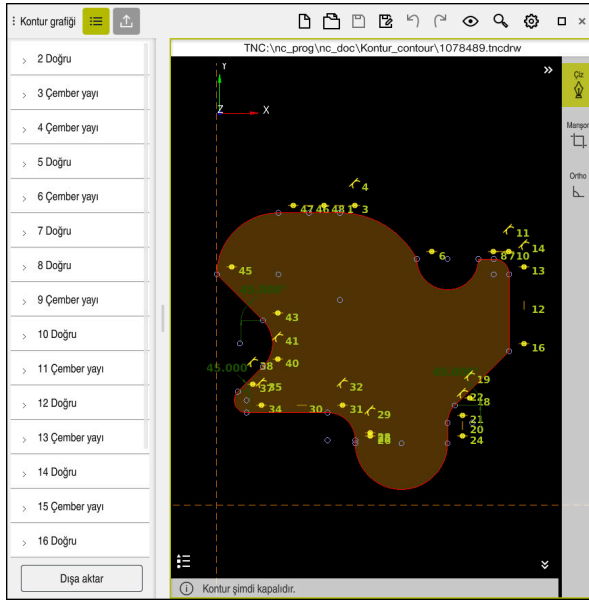 Kontur grafiği
TNC:\nc_prog\nc_doc\Kontur_contour\1078489.tncdrw
2 Doğru
3 Çember yayı
4 Çember yayı
5 Doğru
6 Çember yayı
7 Doğru
8 Doğru
9 Çember yayı
10 Doğru
11 Çember yayı
12 Doğru
13 Çember yayı
14 Doğru
15 Çember yayı
16 Doğru
Dışa aktar
Y
Z X
4
47 46 48 1 3
11
6 8 7 10 14
45 13
12
43
41 16
45.000 38 40
19
37 35 32 22 18
34 30 31 29 21
20
24
Kontur şimdi kapalıdır.
Çiz
Ortho